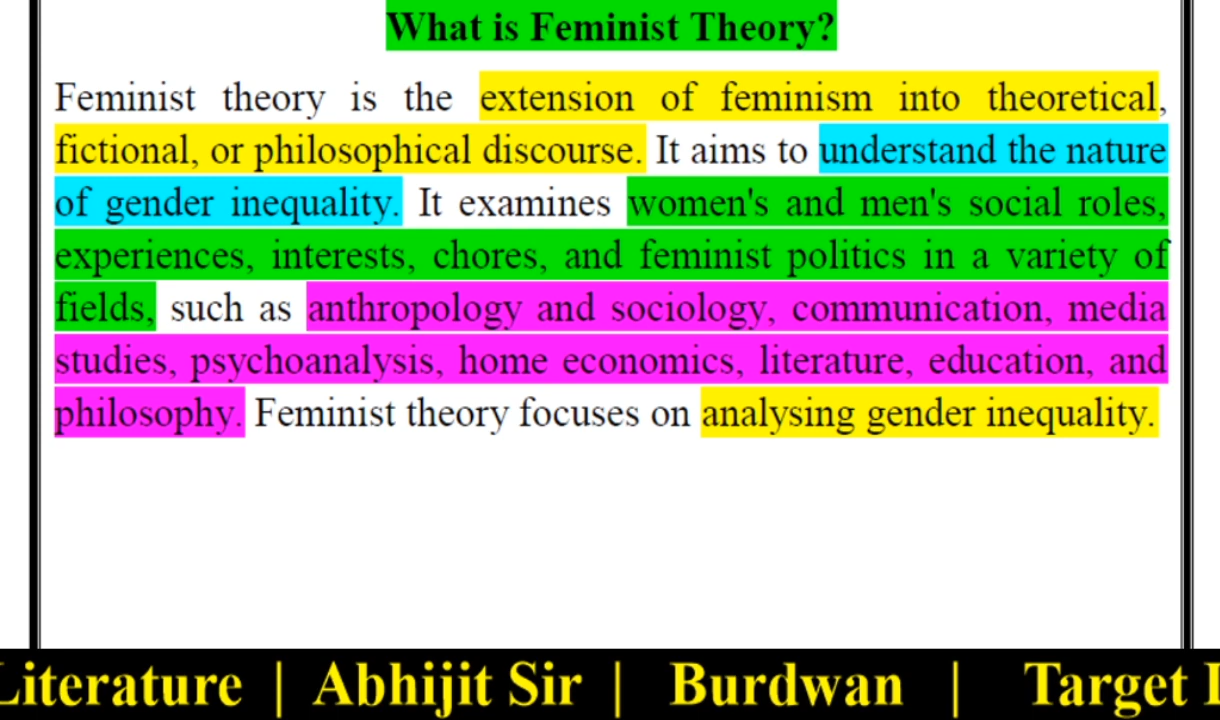 What is Feminist Theory?
Feminist theory is the extension of feminism into theoretical,
fictional, or philosophical discourse. It aims to understand the nature
of gender inequality. It examines women's and men's social roles,
experiences, interests, chores, and feminist politics in a variety of
fields, such as anthropology and sociology, communication, media
studies, psychoanalysis, home economics, literature, education, and
philosophy. Feminist theory focuses on analysing gender inequality.
Literature | Abhijit Sir | Burdwan | Target